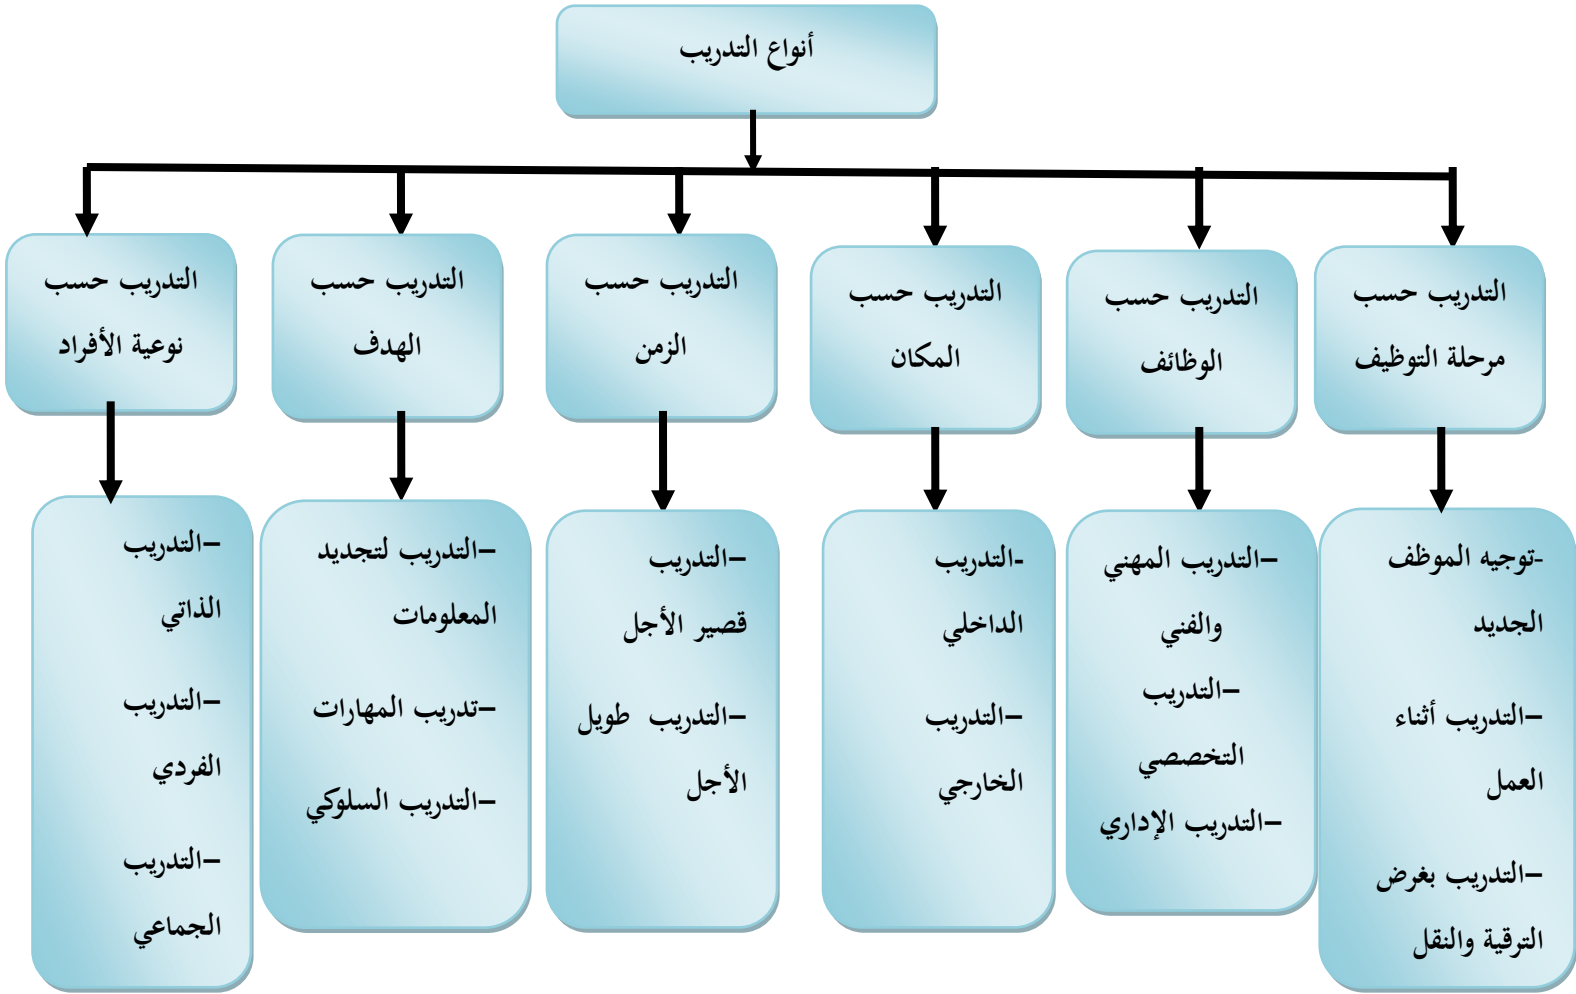 أنواع التدريب
التدريب حسب
مرحلة التوظيف
التدريب حسب
الوظائف
التدريب حسب
المكان
التدريب حسب
الزمن
التدريب حسب
الهدف
التدريب حسب
نوعية الأفراد
-توجيه الموظف
الجديد
–التدريب أثناء
العمل
–التدريب بغرض
الترقية والنقل
–التدريب المهني
والفني
–التدريب
التخصصي
–التدريب الإداري
-التدريب
الداخلي
–التدريب
الخارجي
–التدريب
قصير الأجل
–التدريب طويل
الأجل
–التدريب لتجديد
المعلومات
–تدريب المهارات
–التدريب السلوكي
–التدريب
الذاتي
–التدريب
الفردي
–التدريب
الجماعي